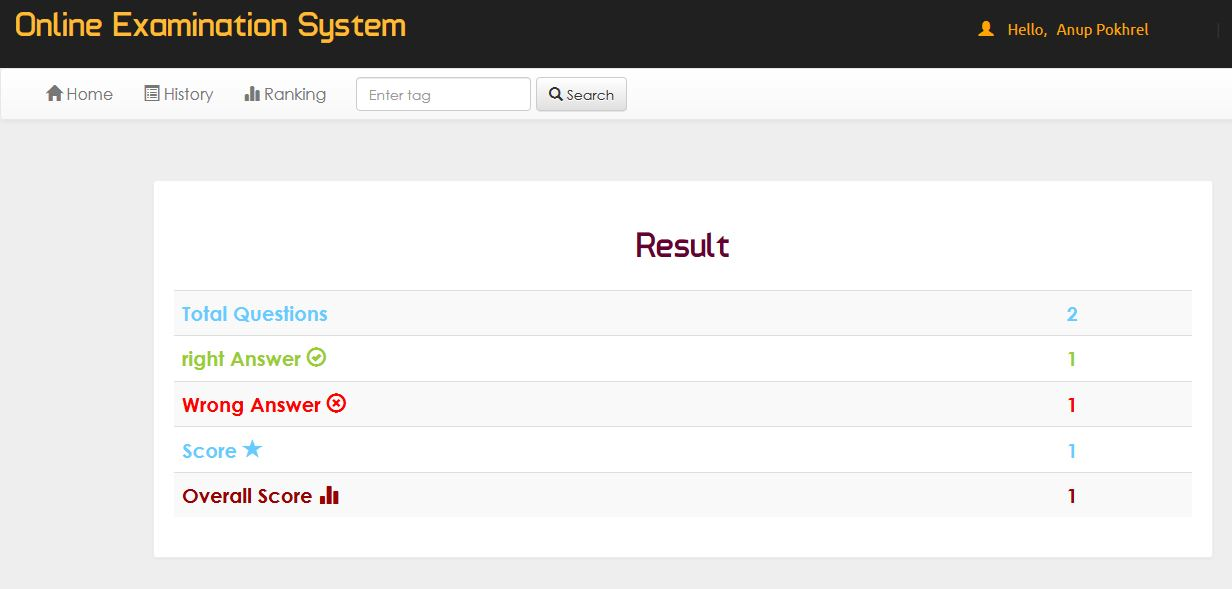 Online Examination System
Hello, Anup Pokhrel
Home History Ranking Enter tag Search
Result
Total Questions 2
right Answer 1
Wrong Answer 1
Score 1
Overall Score 1